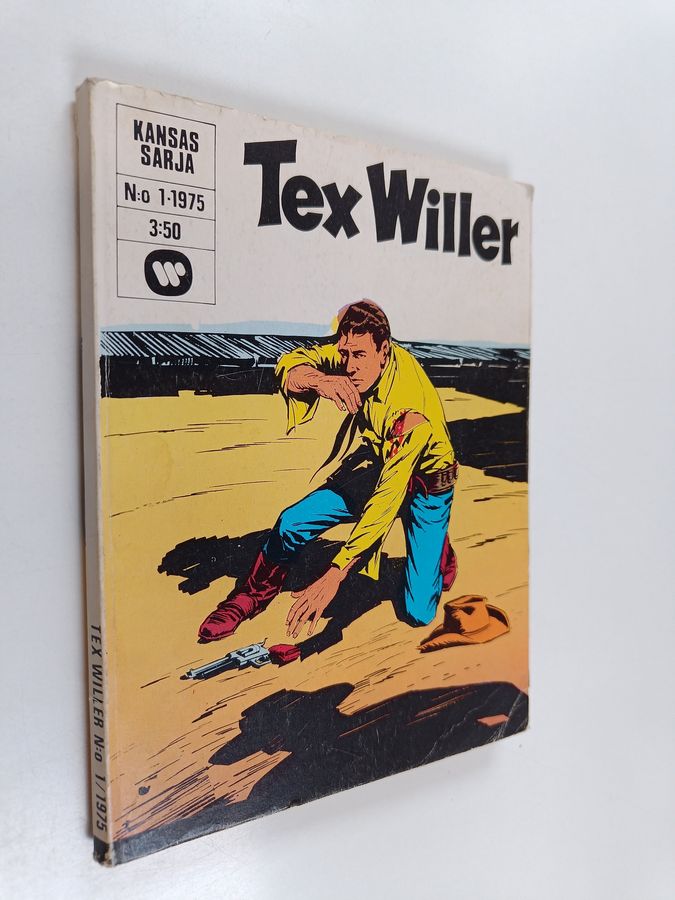 KANSAS
SARJA
N:o 1-1975
3:50
Tex Willer
TEX WILLER N:o 1/1975